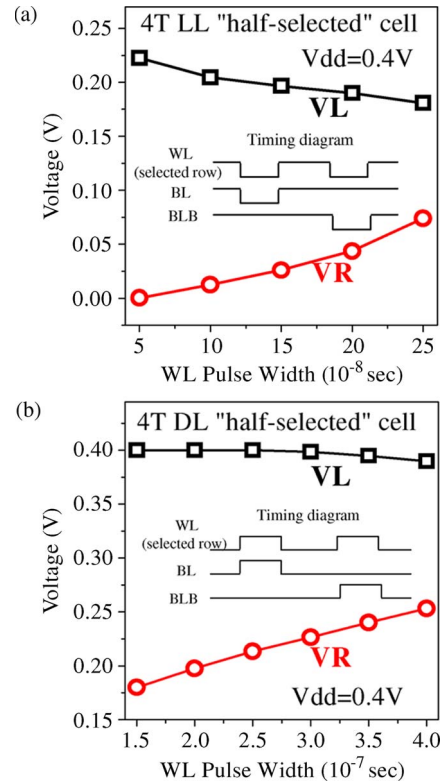 (a)
4T LL "half-selected" cell
Vdd=0.4V
0.25
0.20
0.15
0.10
0.05
0.00
Voltage (V)
VL
Timing diagram
WL
(selected row)
BL
BLB
VR
5 10 15 20 25
WL Pulse Width (10-8 sec)
(b)
4T DL "half-selected" cell
0.40
0.35
0.30
0.25
0.20
0.15
Voltage (V)
VL
Timing diagram
WL
(selected row)
BL
BLB
VR
Vdd=0.4V
1.5 2.0 2.5 3.0 3.5 4.0
WL Pulse Width (10-7 sec)